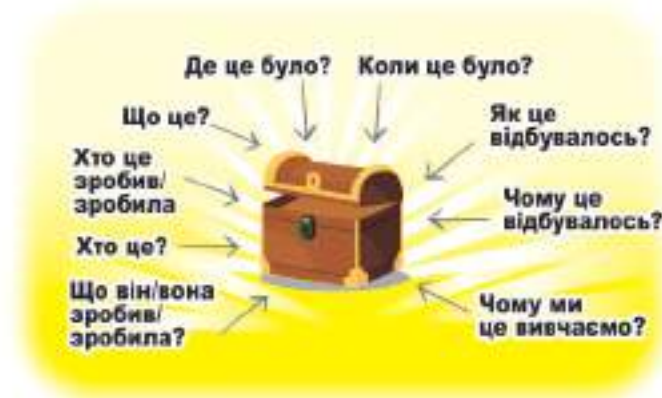 Де це було?
Коли це було?
Що це?
Як це
відбувалось?
Хто це
зробив/
зробила
Чому це
відбувалось?
Хто це?
Що він/вона
зробив/
зробила?
Чому ми
це вивчаємо?